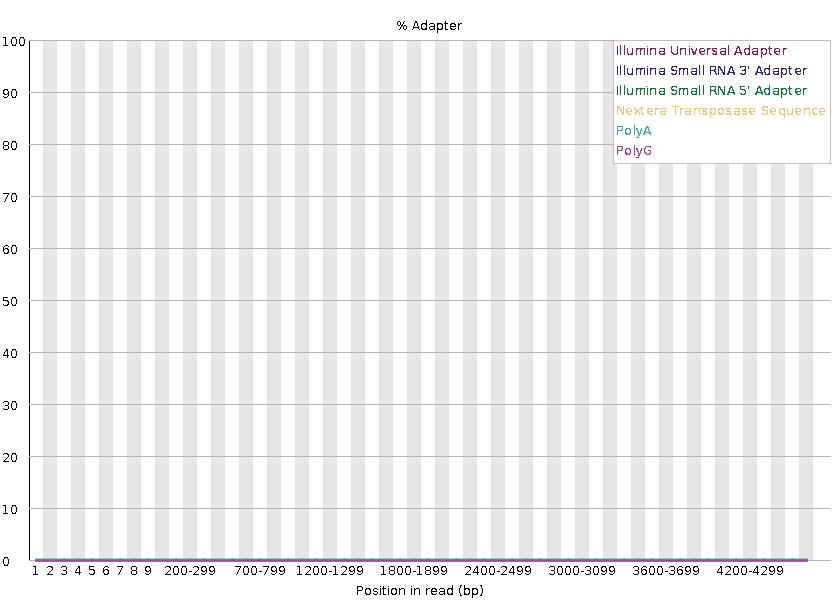 % Adapter
100
90
80
70
60
50
40
30
20
10
0
Illumina Universal Adapter
Illumina Small RNA 3' Adapter
Illumina Small RNA 5' Adapter
Nextera Transposase Sequence
PolyA
PolyG
1 2 3 4 5 6 7 8 9 200-299 700-799 1200-1299 1800-1899 2400-2499 3000-3099 3600-3699 4200-4299
Position in read (bp)